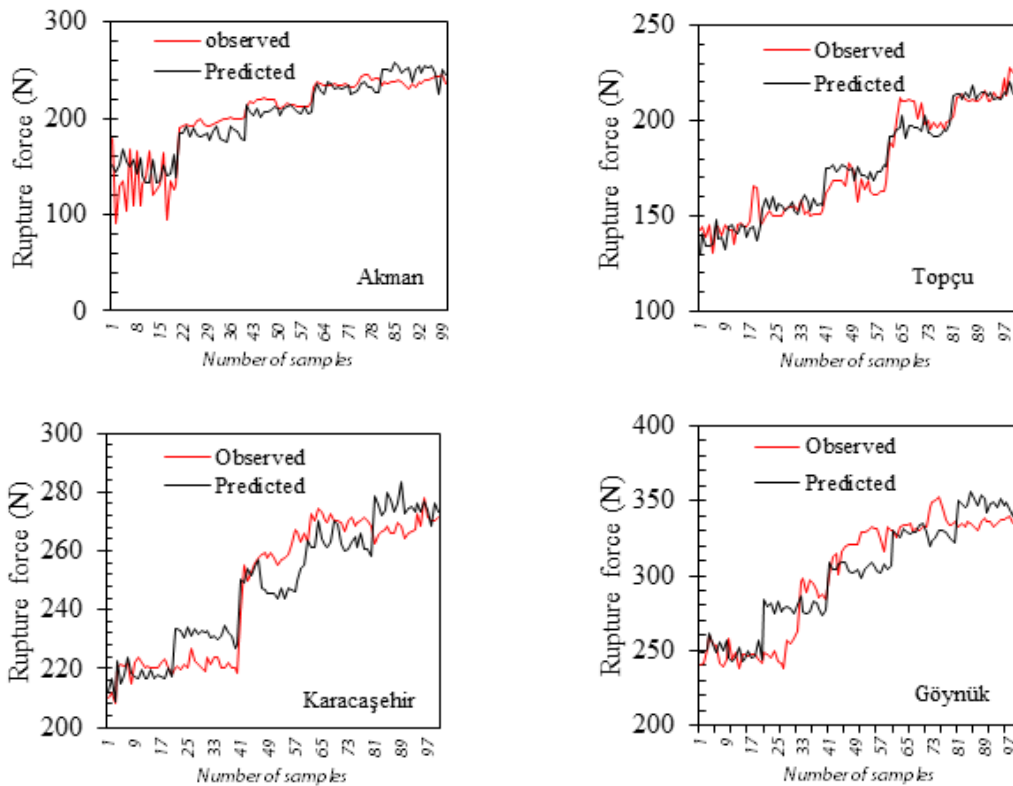 300
250
200
150
100
50
0
Rupture force (N)
observed
Predicted
Akman
1 8 15 22 29 36 43 50 57 64 71 78 85 92 99
Number of samples
250
200
150
100
Rupture force (N)
Observed
Predicted
Topçu
1 9 17 25 33 41 49 57 65 73 81 89 97
Number of samples
300
280
260
240
220
200
Rupture force (N)
Observed
Predicted
Karacaşehir
1 9 17 25 33 41 49 57 65 73 81 89 97
Number of samples
400
350
300
250
200
Rupture force (N)
Observed
Predicted
Göynük
1 9 17 25 33 41 49 57 65 73 81 89 97
Number of samples